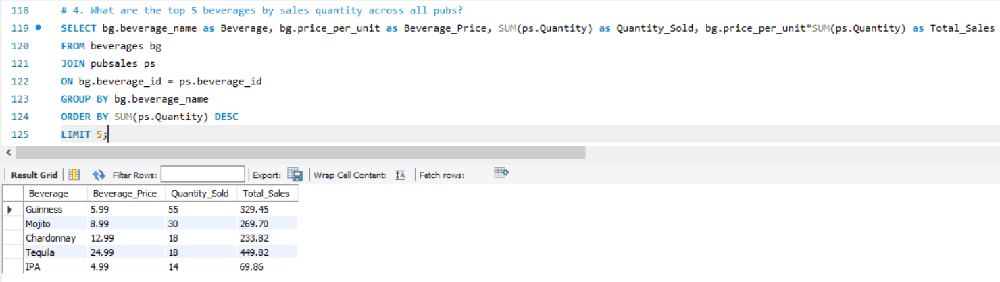 118 # 4. What are the top 5 beverages by sales quantity across all pubs?
119 SELECT bg.beverage_name as Beverage, bg.price_per_unit as Beverage_Price, SUM(ps.Quantity) as Quantity_Sold, bg.price_per_unit*SUM(ps.Quantity) as Total_Sales
120 FROM beverages bg
121 JOIN pubsales ps
122 ON bg.beverage_id = ps.beverage_id
123 GROUP BY bg.beverage_name
124 ORDER BY SUM(ps.Quantity) DESC
125 LIMIT 5;
Result Grid Filter Rows: Export: Wrap Cell Content: Fetch rows:
Beverage Beverage_Price Quantity_Sold Total_Sales
Guinness 5.99 55 329.45
Mojito 8.99 30 269.70
Chardonnay 12.99 18 233.82
Tequila 24.99 18 449.82
IPA 4.99 14 69.86